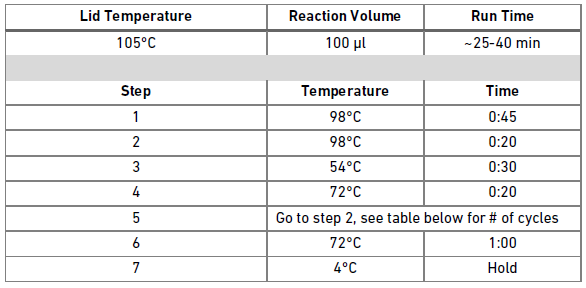 Lid Temperature Reaction Volume Run Time
105°C 100 µl ~25-40 min
Step Temperature Time
1 98°C 0:45
2 98°C 0:20
3 54°C 0:30
4 72°C 0:20
5 Go to step 2, see table below for # of cycles
6 72°C 1:00
7 4°C Hold